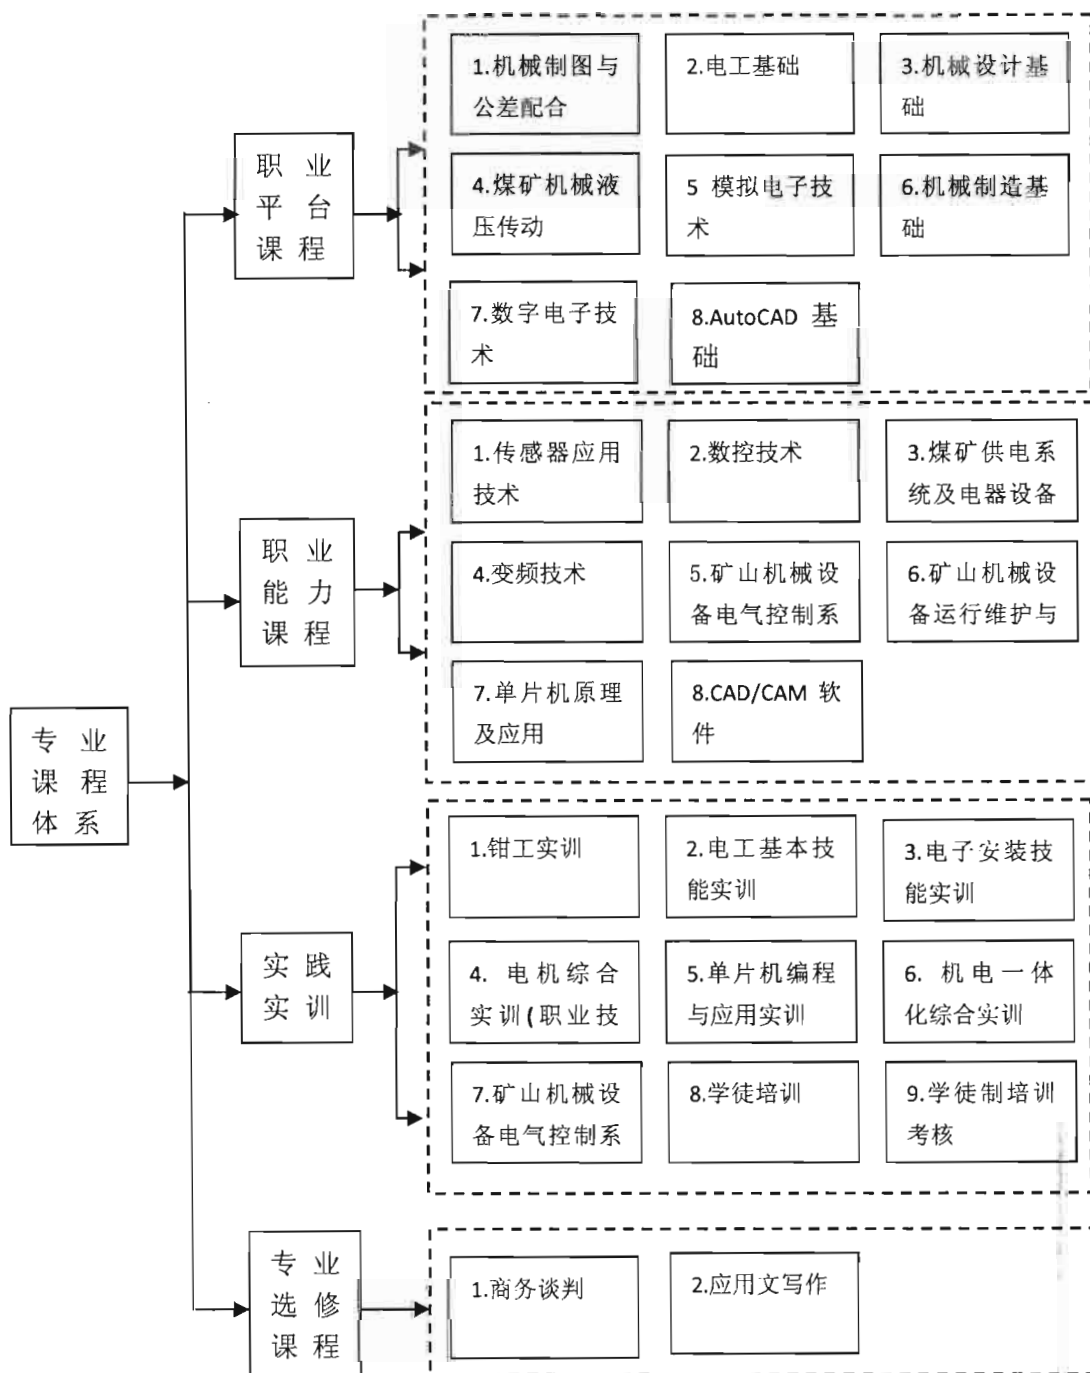 1.机械制图与
公差配合
2.电工基础
3.机械设计基
础
职业
平台
课程
4.煤矿机械液
压传动
5 模拟电子技
术
6.机械制造基
础
7.数字电子技
术
8.AutoCAD 基
础
1.传感器应用
技术
2.数控技术
3.煤矿供电系
统及电器设备
职业
能力
课程
4.变频技术
5.矿山机械设
备电气控制系
6.矿山机械设
备运行维护与
7.单片机原理
及应用
8.CAD/CAM 软
件
专业
课程
体系
1.钳工实训
2.电工基本技
能实训
3.电子安装技
能实训
实践
实训
4. 电机综合
实训(职业技
5.单片机编程
与应用实训
6. 机电一体
化综合实训
7.矿山机械设
备电气控制系
8.学徒培训
9.学徒制培训
考核
专业
选修
课程
1.商务谈判
2.应用文写作